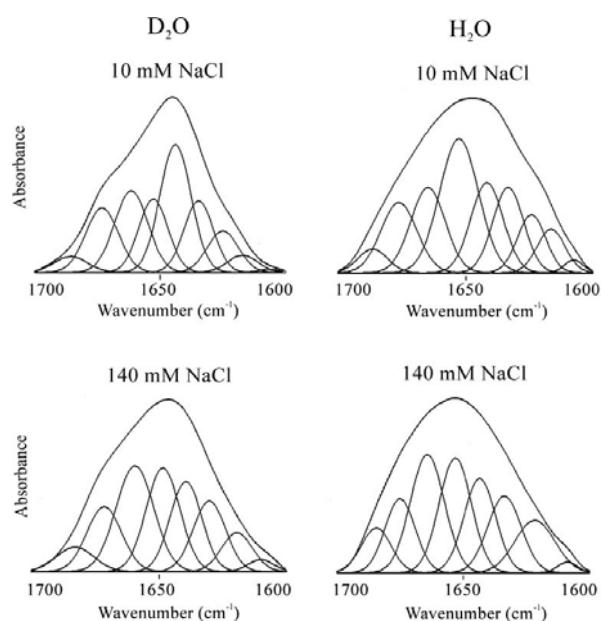 D₂O
H₂O
10 mM NaCl
10 mM NaCl
Absorbance
Absorbance
1700 1650 1600
1700 1650 1600
Wavenumber (cm⁻¹)
Wavenumber (cm⁻¹)
140 mM NaCl
140 mM NaCl
Absorbance
Absorbance
1700 1650 1600
1700 1650 1600
Wavenumber (cm⁻¹)
Wavenumber (cm⁻¹)